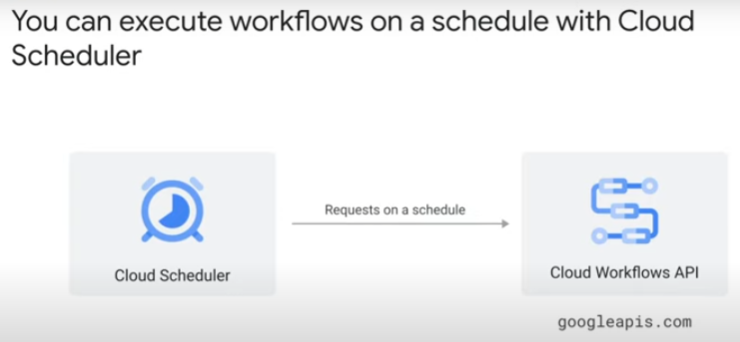 You can execute workflows on a schedule with Cloud
Scheduler
Requests on a schedule
Cloud Scheduler
Cloud Workflows API
googleapis.com